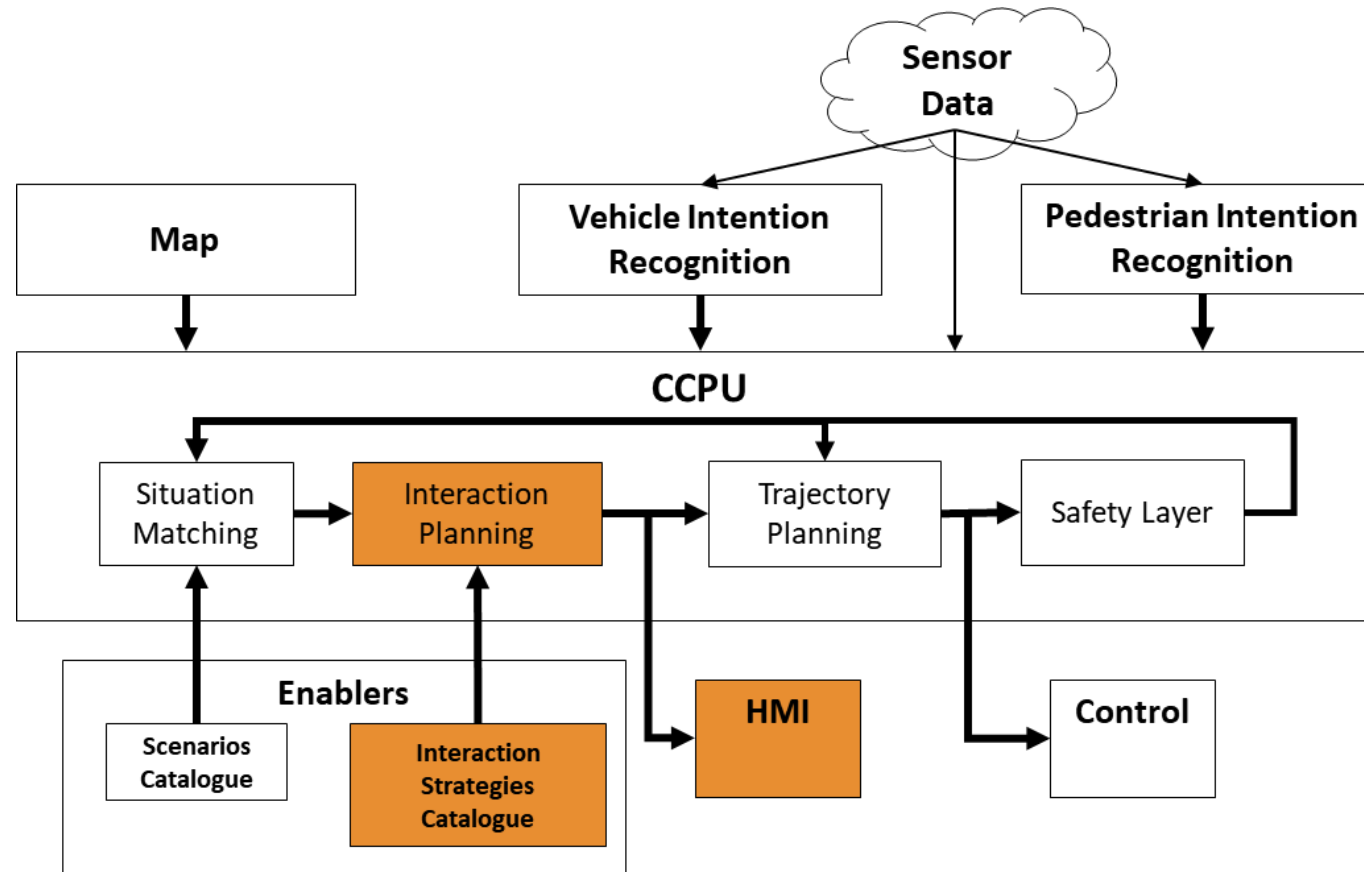 Sensor
Data
Map
Vehicle Intention
Recognition
Pedestrian Intention
Recognition
CCPU
Situation
Matching
Interaction
Planning
Trajectory
Planning
Safety Layer
Enablers
Scenarios
Catalogue
Interaction
Strategies
Catalogue
HMI
Control